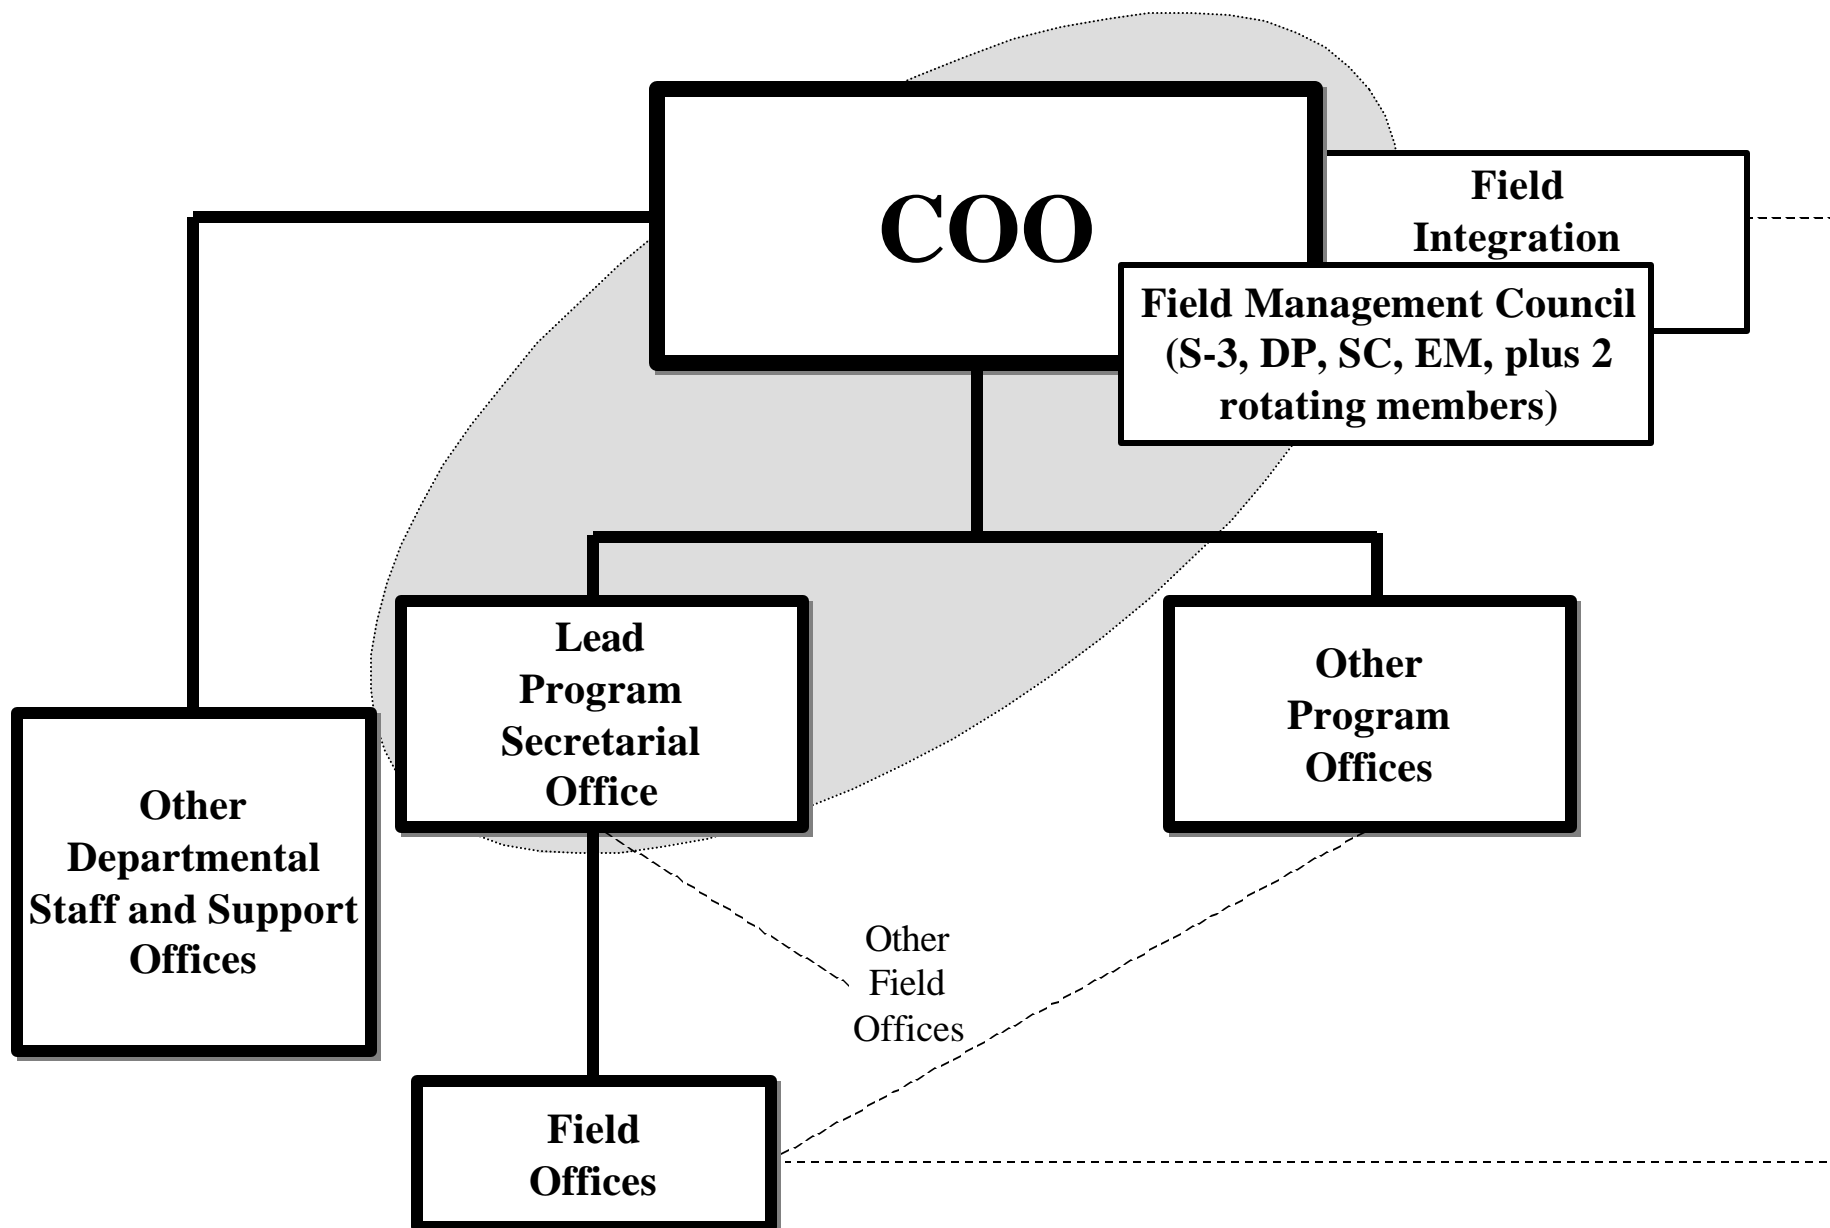 COO
Field
Integration
Field Management Council
(S-3, DP, SC, EM, plus 2
rotating members)
Lead
Program
Secretarial
Office
Other
Program
Offices
Other
Departmental
Staff and Support
Offices
Other
Field
Offices
Field
Offices